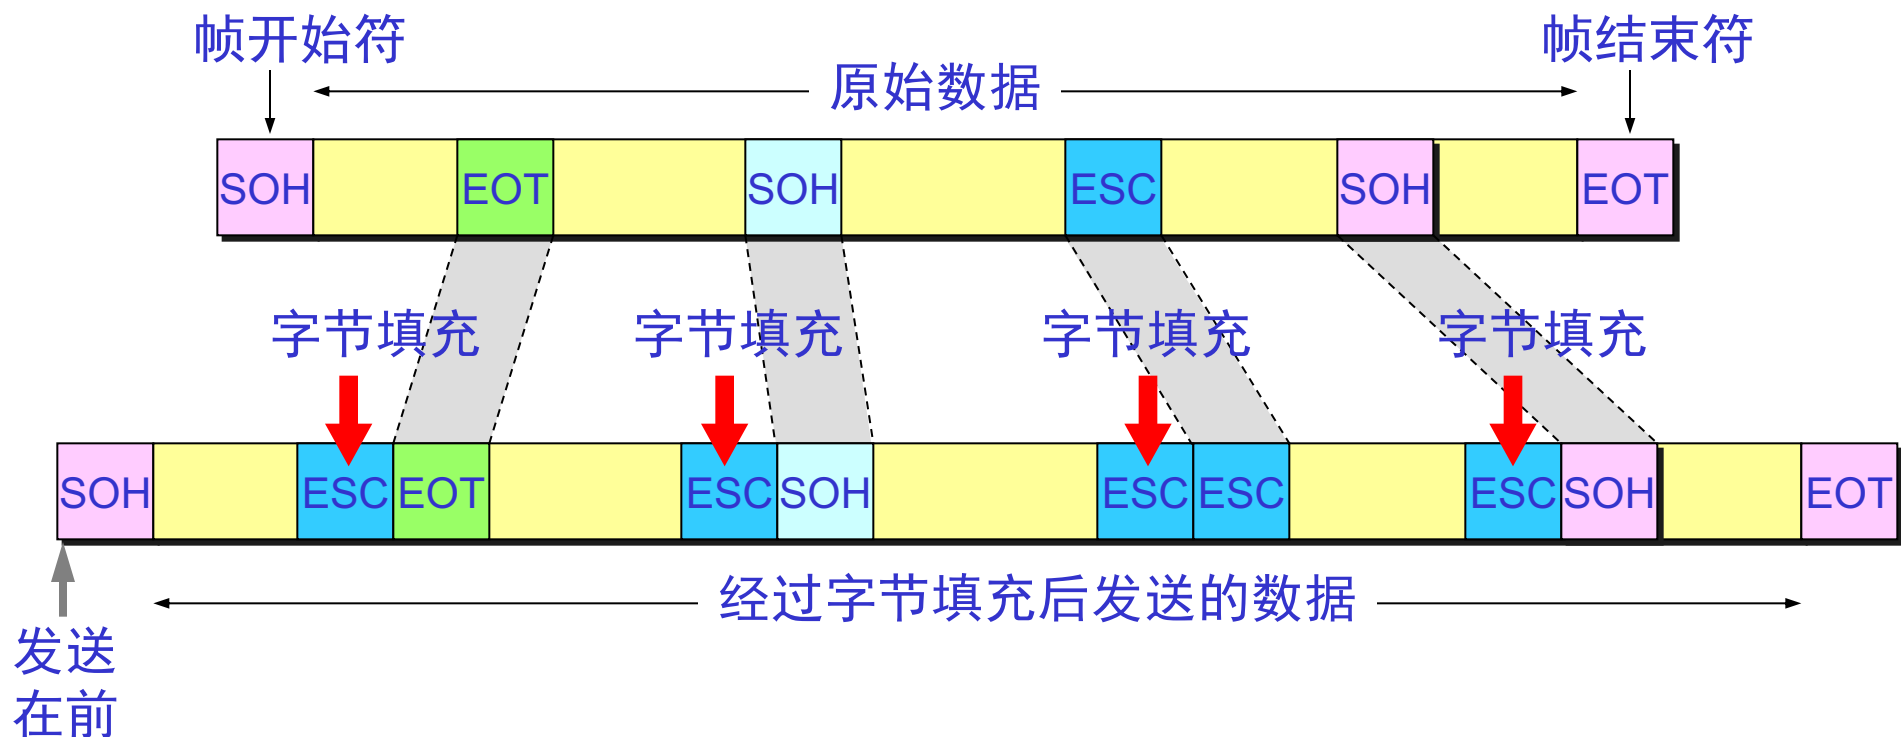 帧开始符
帧结束符
原始数据
SOH EOT SOH ESC SOH EOT
字节填充 字节填充 字节填充 字节填充
SOH ESC EOT ESC SOH ESC ESC ESC SOH EOT
经过字节填充后发送的数据
发送
在前